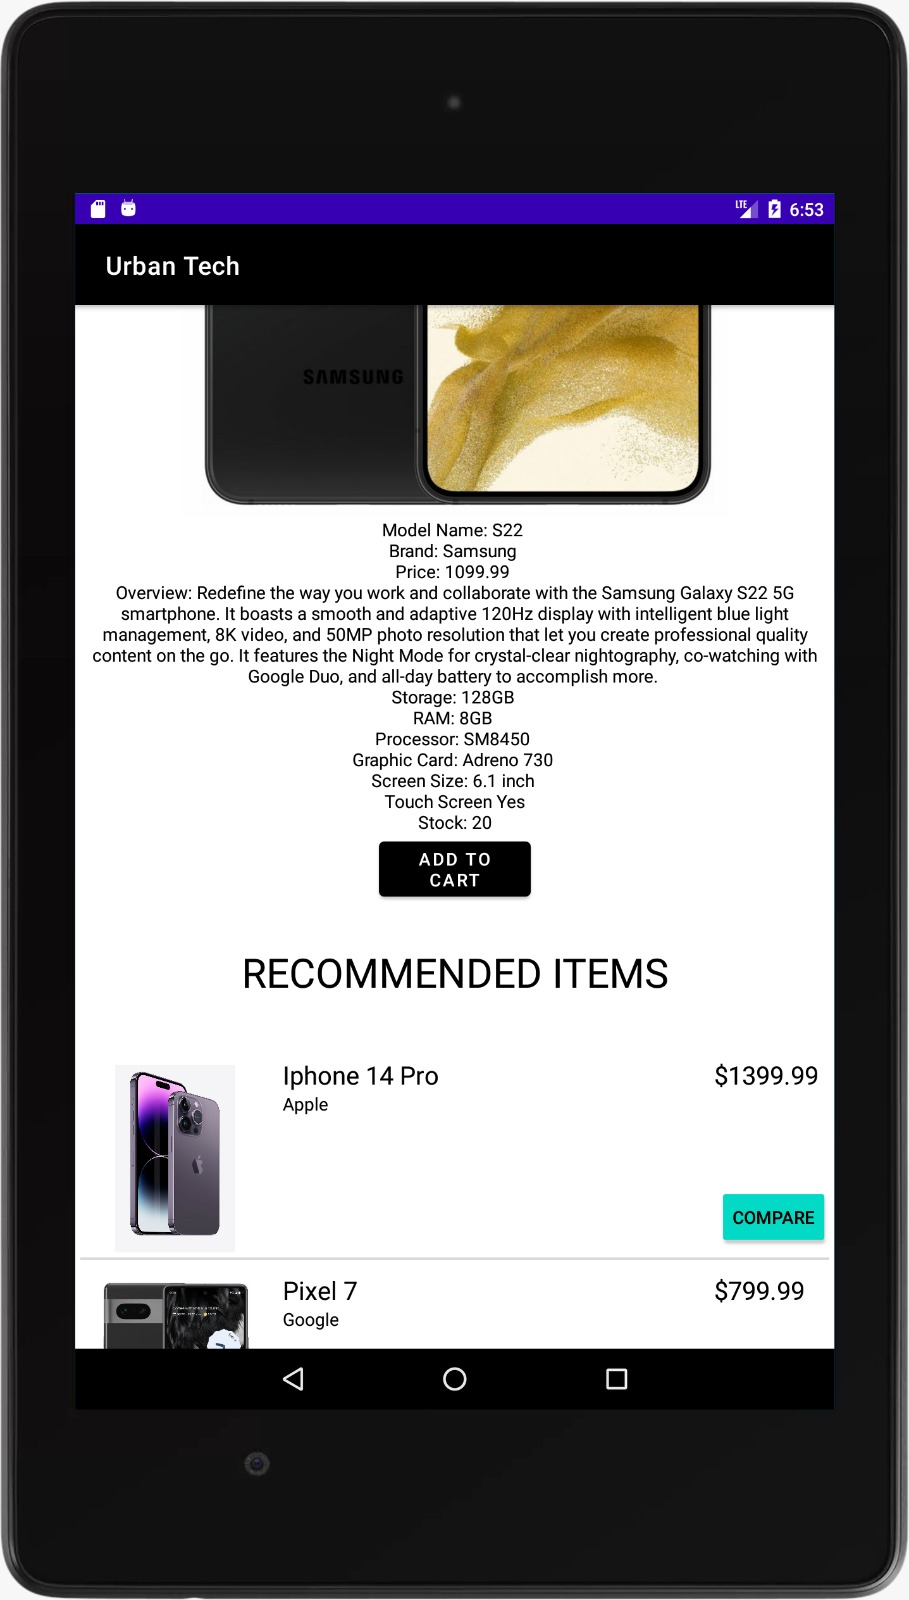 LTE 6:53
Urban Tech
SAMSUNG
Model Name: S22
Brand: Samsung
Price: 1099.99
Overview: Redefine the way you work and collaborate with the Samsung Galaxy S22 5G
smartphone. It boasts a smooth and adaptive 120Hz display with intelligent blue light
management, 8K video, and 50MP photo resolution that let you create professional quality
content on the go. It features the Night Mode for crystal-clear nightography, co-watching with
Google Duo, and all-day battery to accomplish more.
Storage: 128GB
RAM: 8GB
Processor: SM8450
Graphic Card: Adreno 730
Screen Size: 6.1 inch
Touch Screen Yes
Stock: 20
ADD TO
CART
RECOMMENDED ITEMS
Iphone 14 Pro $1399.99
Apple
COMPARE
Pixel 7 $799.99
Google